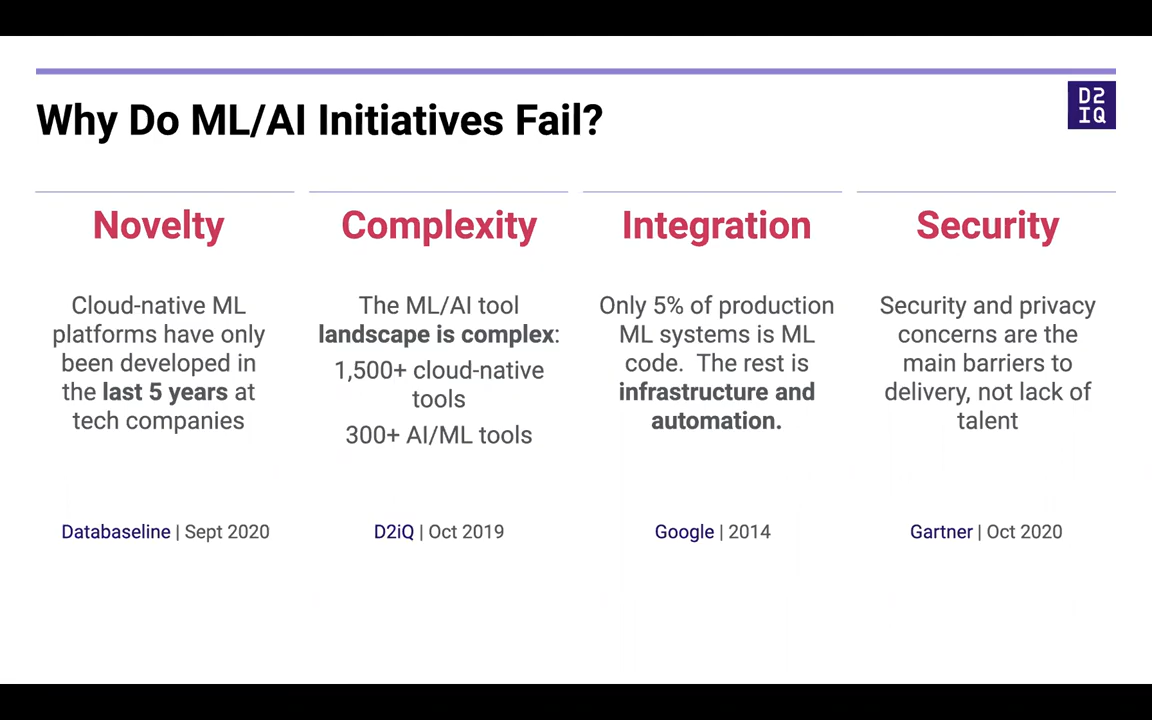 Why Do ML/AI Initiatives Fail?
D2
IQ
Novelty
Cloud-native ML
platforms have only
been developed in
the last 5 years at
tech companies
Databaseline | Sept 2020
Complexity
The ML/AI tool
landscape is complex:
1,500+ cloud-native
tools
300+ AI/ML tools
D2iQ | Oct 2019
Integration
Only 5% of production
ML systems is ML
code.  The rest is
infrastructure and
automation.
Google | 2014
Security
Security and privacy
concerns are the
main barriers to
delivery, not lack of
talent
Gartner | Oct 2020